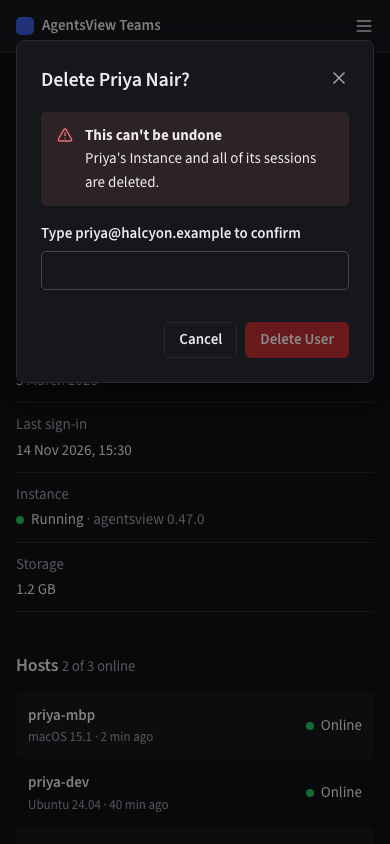 AgentsView Teams
Delete Priya Nair?
This can't be undone
Priya's Instance and all of its sessions
are deleted.
Type priya@halcyon.example to confirm
Cancel
Delete User
Last sign-in
14 Nov 2026, 15:30
Instance
Running · agentsview 0.47.0
Storage
1.2 GB
Hosts 2 of 3 online
priya-mbp
macOS 15.1 · 2 min ago
Online
priya-dev
Ubuntu 24.04 · 40 min ago
Online